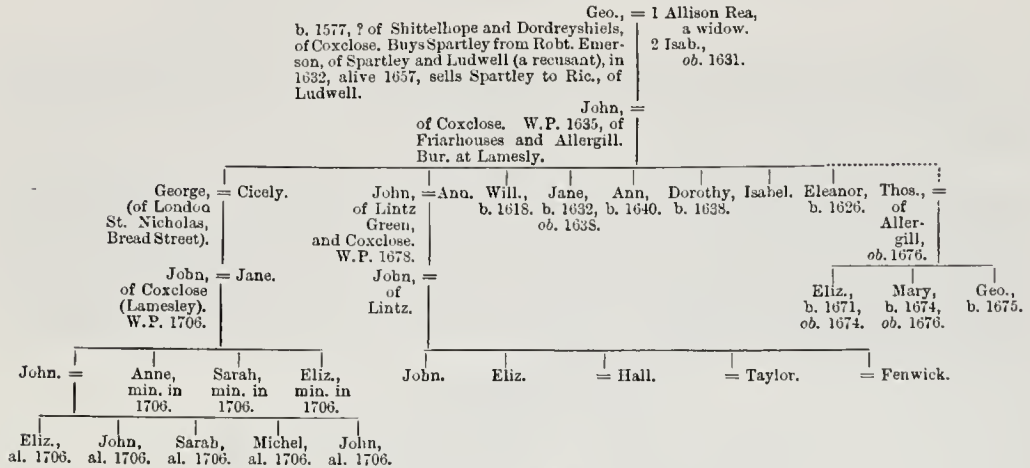 Geo., = 1 Allison Rea,
b. 1577, ? of Shittelhope and Dordreyshiels, a widow.
of Coxclose. Buys Spartley from Robt. Emer- 2 Isab.,
son, of Spartley and Ludwell (a recusant), in ob. 1631.
1632, alive 1657, sells Spartley to Ric., of
Ludwell.
John, =
of Coxclose. W.P. 1635, of
Friarhouses and Allergill.
Bur. at Lamesly.
George, = Cicely.
(of London
St. Nicholas,
Bread Street).
John, = Ann.
of Lintz
Green,
and Coxclose.
W.P. 1678.
Will.,
b. 1618.
Jane,
b. 1632,
ob. 1638.
Ann,
b. 1640.
Dorothy,
b. 1638.
Isabel.
Eleanor,
b. 1626.
Thos., =
of
Aller-
gill,
ob. 1676.
John, = Jane.
of Coxclose
(Lamesley).
W.P. 1706.
John, =
of
Lintz.
Eliz.,
b. 1671,
ob. 1674.
Mary,
b. 1674,
ob. 1676.
Geo.,
b. 1675.
John. =
Anne,
min. in
1706.
Sarah,
min. in
1706.
Eliz.,
min. in
1706.
John.
Eliz.
= Hall.
= Taylor.
= Fenwick.
Eliz.,
al. 1706.
John,
al. 1706.
Sarah,
al. 1706.
Michel,
al. 1706.
John,
al. 1706.